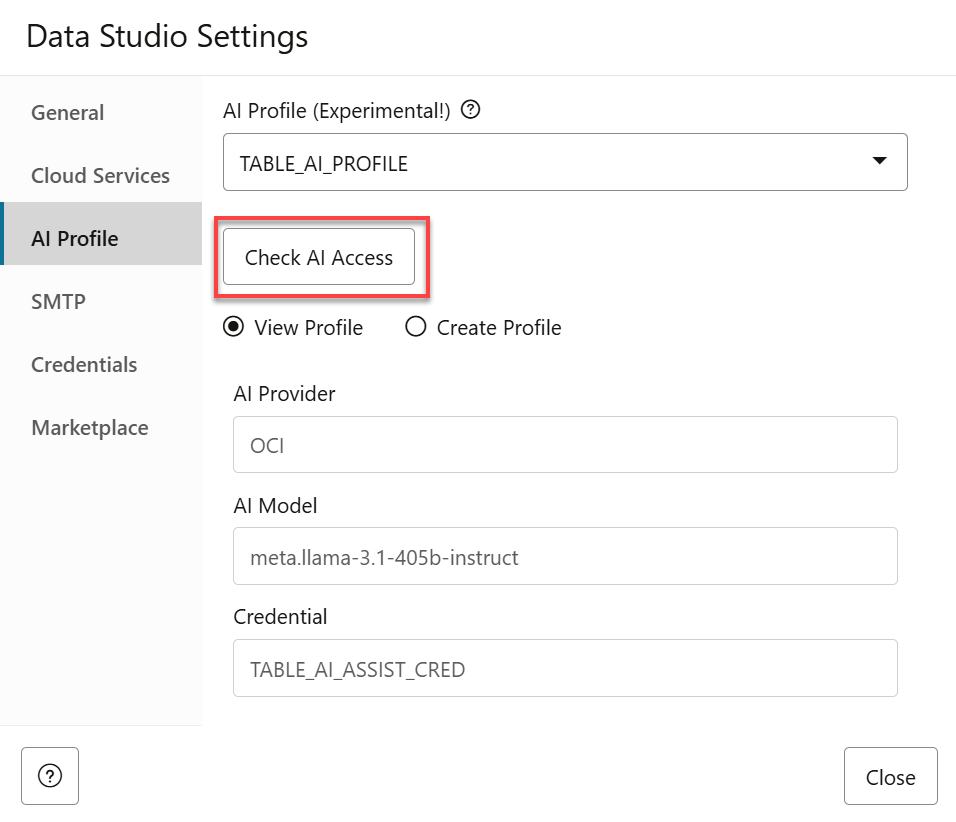 Data Studio Settings
General
Cloud Services
AI Profile
SMTP
Credentials
Marketplace
AI Profile (Experimental!) ?
TABLE_AI_PROFILE
Check AI Access
View Profile
Create Profile
AI Provider
OCI
AI Model
meta.llama-3.1-405b-instruct
Credential
TABLE_AI_ASSIST_CRED
?
Close